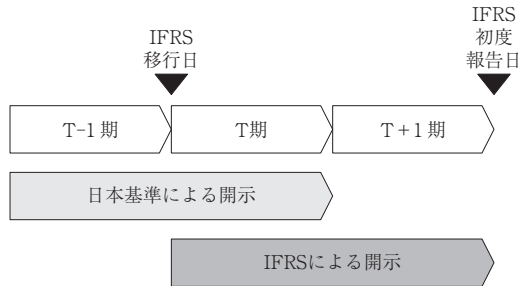 IFRS
移行日
IFRS
初度
報告日
T-1 期
T期
T+1 期
日本基準による開示
IFRSによる開示